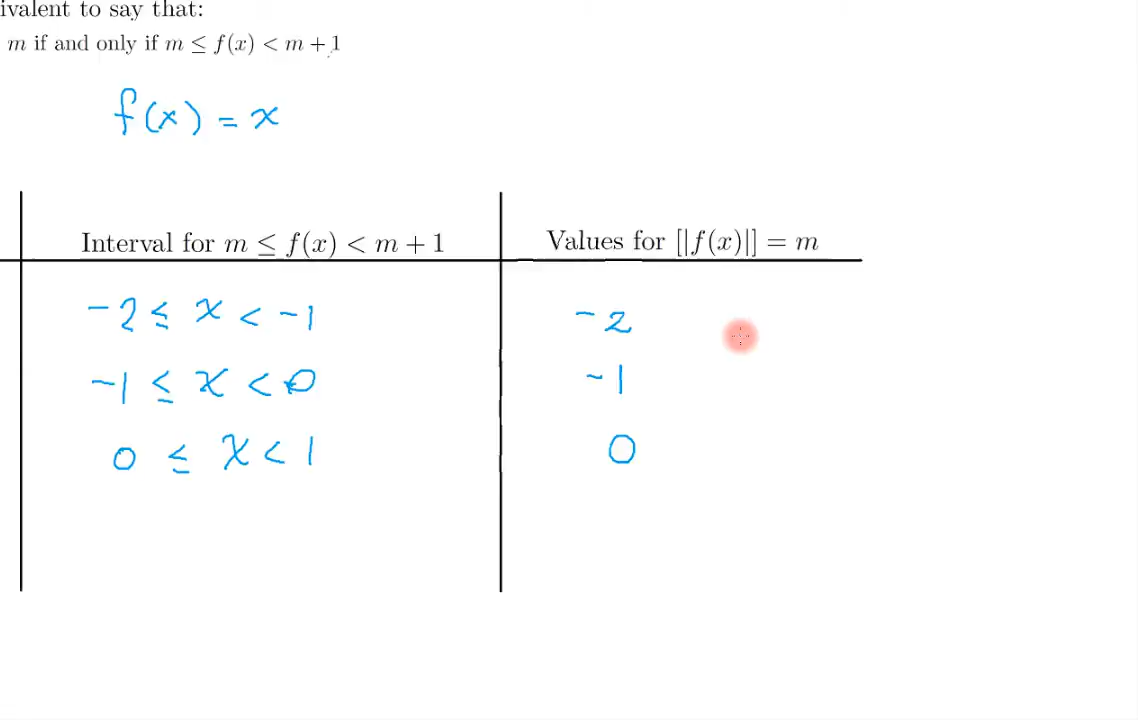 ivalent to say that:
m if and only if m ≤ f(x) < m + 1
f(x) = x
Interval for m ≤ f(x) < m + 1
Values for [|f(x)|] = m
-2 ≤ x < -1
-2
-1 ≤ x < 0
-1
0 ≤ x < 1
0